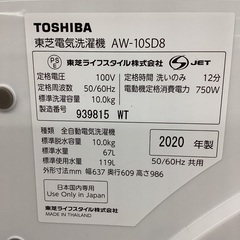 TOSHIBA
東芝電気洗濯機 AW-10SD8
東芝ライフスタイル株式会社 JET
定格電圧 100V
定格周波数 50/60Hz
標準洗濯容量 10.0kg
製造番号
939815 WT
定格時間 洗いのみ 12分
電動機定格消費電力 750W
種類 全自動電気洗濯機
標準脱水容量 10.0kg
標準水量 67L
標準使用水量 119L
外形寸法mm 幅637 奥行609 高さ986
2020 年製
50/60Hz 共用
日本国内専用
Use Only in Japan
東芝ライフスタイル株式会社
MADE IN THAILAND